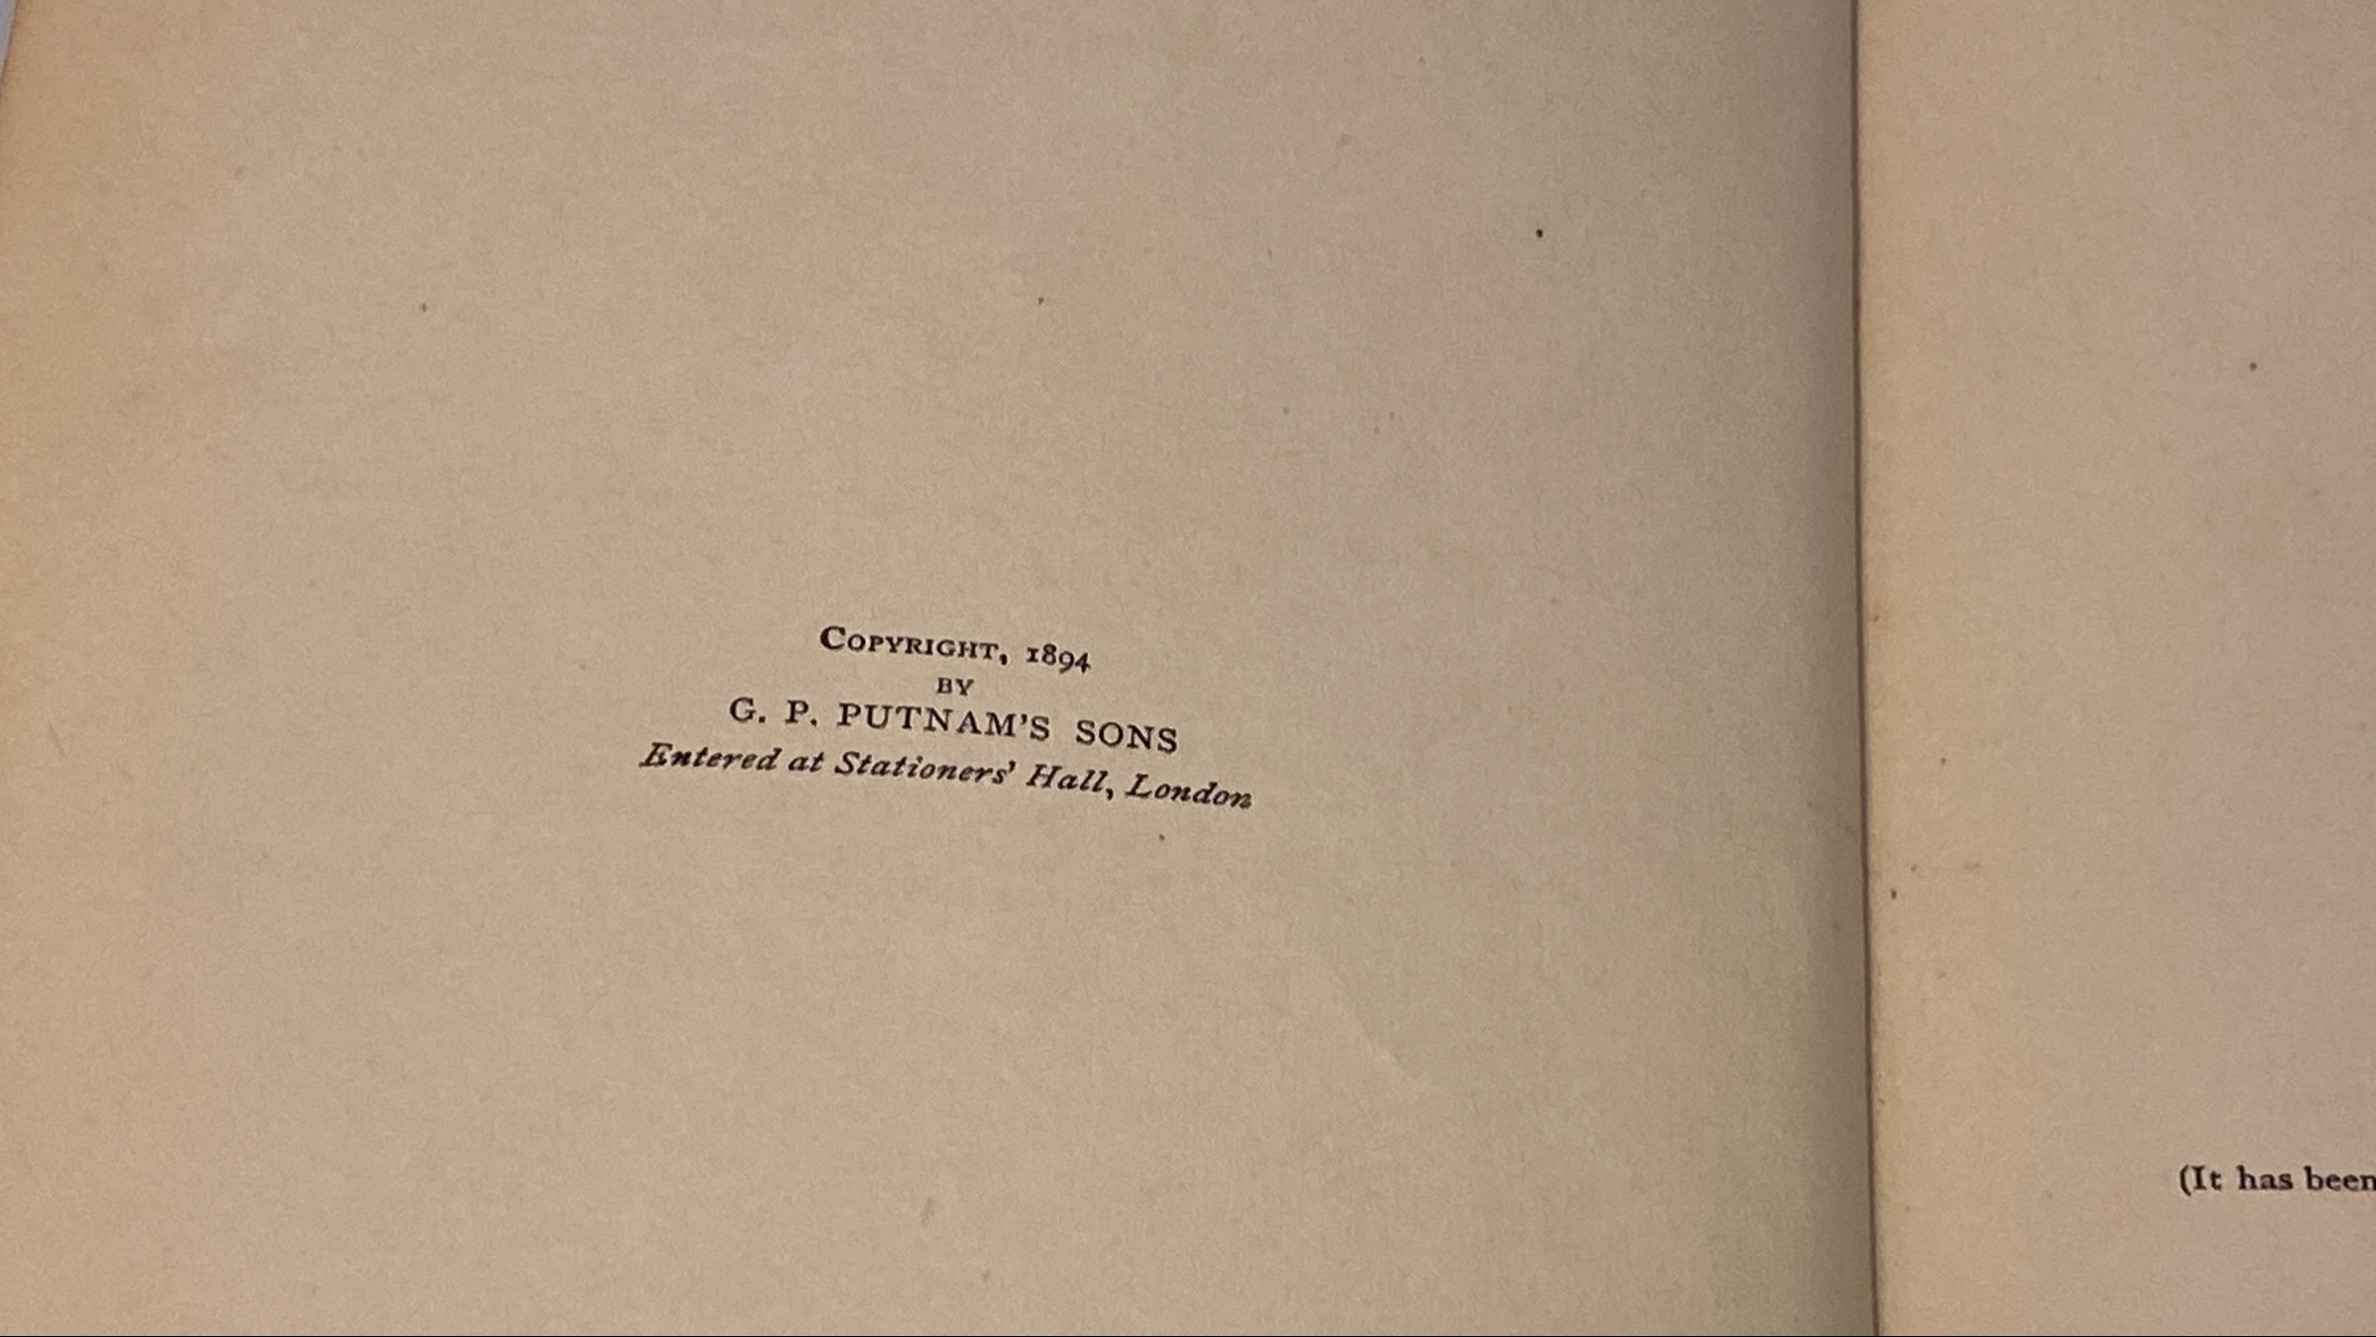 COPYRIGHT, 1894
BY
G. P. PUTNAM'S SONS
Entered at Stationers' Hall, London
(It has been